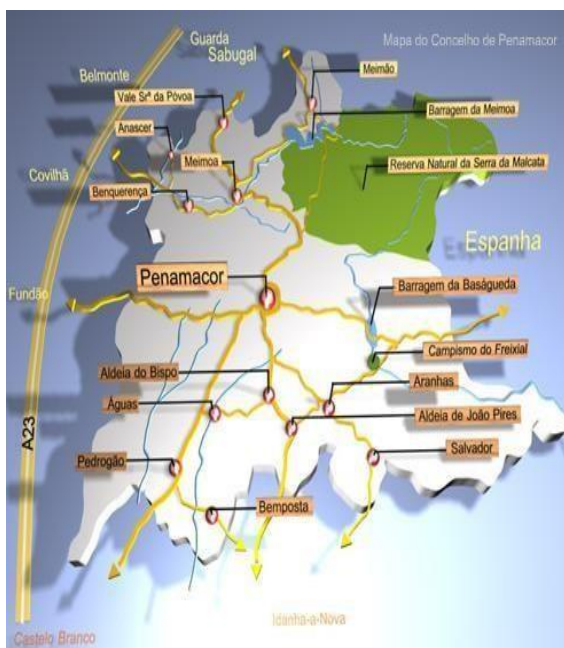 Guarda
Sabugal
Mapa do Concelho de Penamacor
Belmonte
Meimão
Vale Srª da Póvoa
Barragem da Meimoa
Anascer
Meimoa
Reserva Natural da Serra da Malcata
Covilhã
Benquerença
Espanha
Penamacor
Barragem da Baságueda
Fundão
Campismo do Freixial
Aldeia do Bispo
Aranhas
Águas
Aldeia de João Pires
A23
Salvador
Pedrogão
Bemposta
Idanha-a-Nova
Castelo Branco